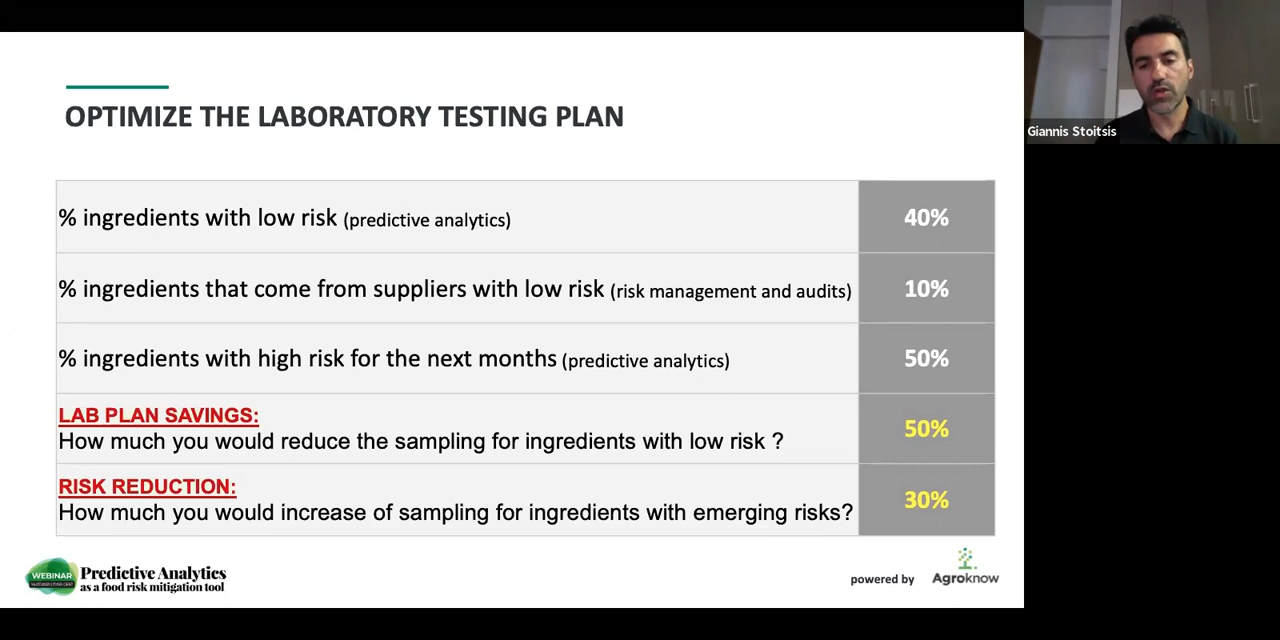 OPTIMIZE THE LABORATORY TESTING PLAN
Giannis Stoitsis
% ingredients with low risk (predictive analytics) 40%
% ingredients that come from suppliers with low risk (risk management and audits) 10%
% ingredients with high risk for the next months (predictive analytics) 50%
LAB PLAN SAVINGS:
How much you would reduce the sampling for ingredients with low risk ? 50%
RISK REDUCTION:
How much you would increase of sampling for ingredients with emerging risks? 30%
WEBINAR
Predictive Analytics
as a food risk mitigation tool
powered by
Agroknow